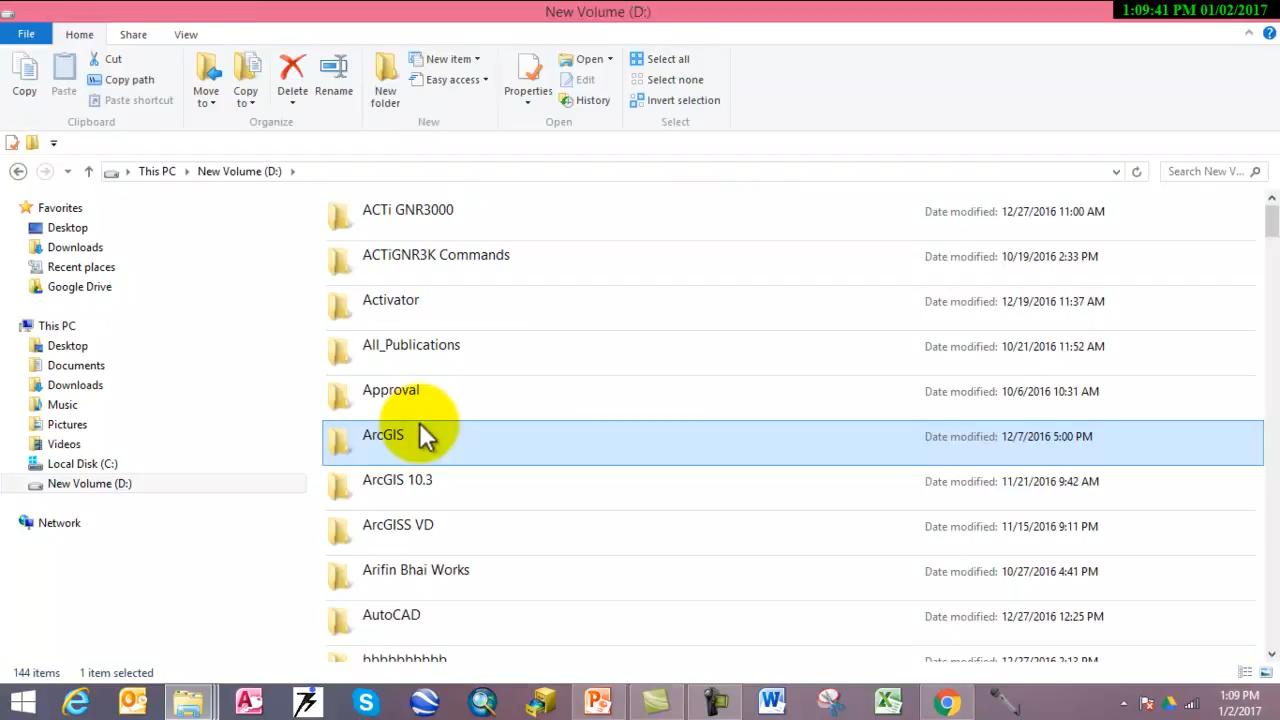 New Volume (D:)
1:09:41 PM 01/02/2017
File Home Share View
Copy
Paste
Cut
Copy path
Paste shortcut
Clipboard
Move to
Copy to
Delete
Rename
Organize
New folder
New item
Easy access
New
Properties
Open
Edit
History
Open
Select all
Select none
Invert selection
Select
This PC New Volume (D:)
Search New V...
Favorites
Desktop
Downloads
Recent places
Google Drive
This PC
Desktop
Documents
Downloads
Music
Pictures
Videos
Local Disk (C:)
New Volume (D:)
Network
ACTi GNR3000 Date modified: 12/27/2016 11:00 AM
ACTiGNR3K Commands Date modified: 10/19/2016 2:33 PM
Activator Date modified: 12/19/2016 11:37 AM
All_Publications Date modified: 10/21/2016 11:52 AM
Approval Date modified: 10/6/2016 10:31 AM
ArcGIS Date modified: 12/7/2016 5:00 PM
ArcGIS 10.3 Date modified: 11/21/2016 9:42 AM
ArcGISS VD Date modified: 11/15/2016 9:11 PM
Arifin Bhai Works Date modified: 10/27/2016 4:41 PM
AutoCAD Date modified: 12/27/2016 12:25 PM
Date modified: 12/27/2016 2:13 PM
144 items 1 item selected
1:09 PM
1/2/2017